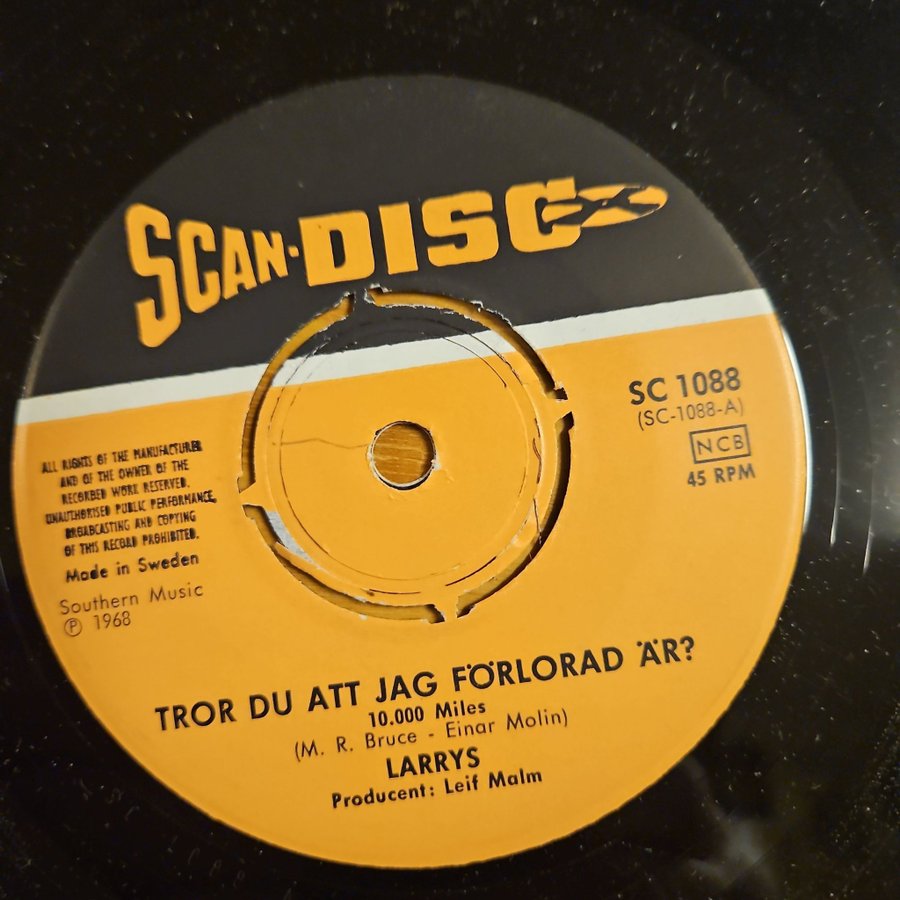 SCAN-DISC
SC 1088
(SC-1088-A)
NCB
45 RPM
ALL RIGHTS OF THE MANUFACTURER
AND OF THE OWNER OF THE
RECORDED WORK RESERVED.
UNAUTHORISED PUBLIC PERFORMANCE,
BROADCASTING AND COPYING
OF THIS RECORD PROHIBITED.
Made in Sweden
Southern Music
Ⓟ 1968
TROR DU ATT JAG FÖRLORAD ÄR?
10.000 Miles
(M. R. Bruce - Einar Molin)
LARRYS
Producent: Leif Malm